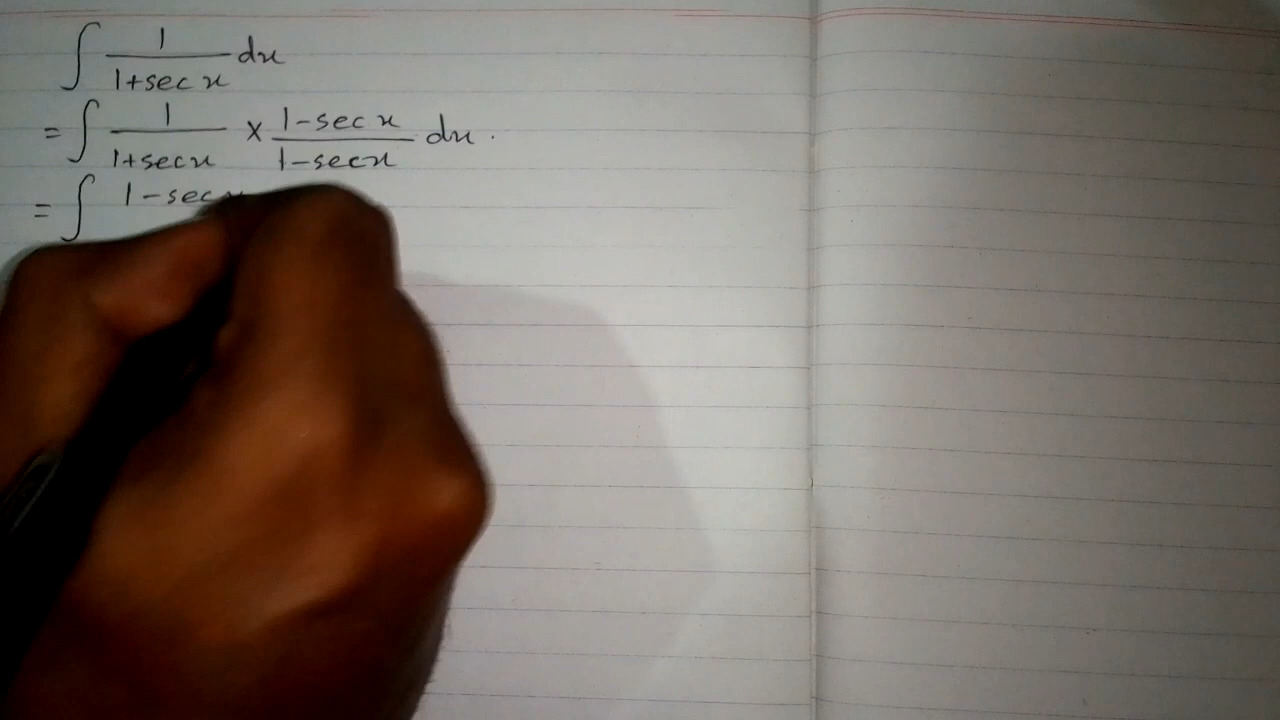 ∫ 1/(1+sec x) dx
= ∫ 1/(1+sec x) × (1-sec x)/(1-sec x) dx.
= ∫ 1-sec x